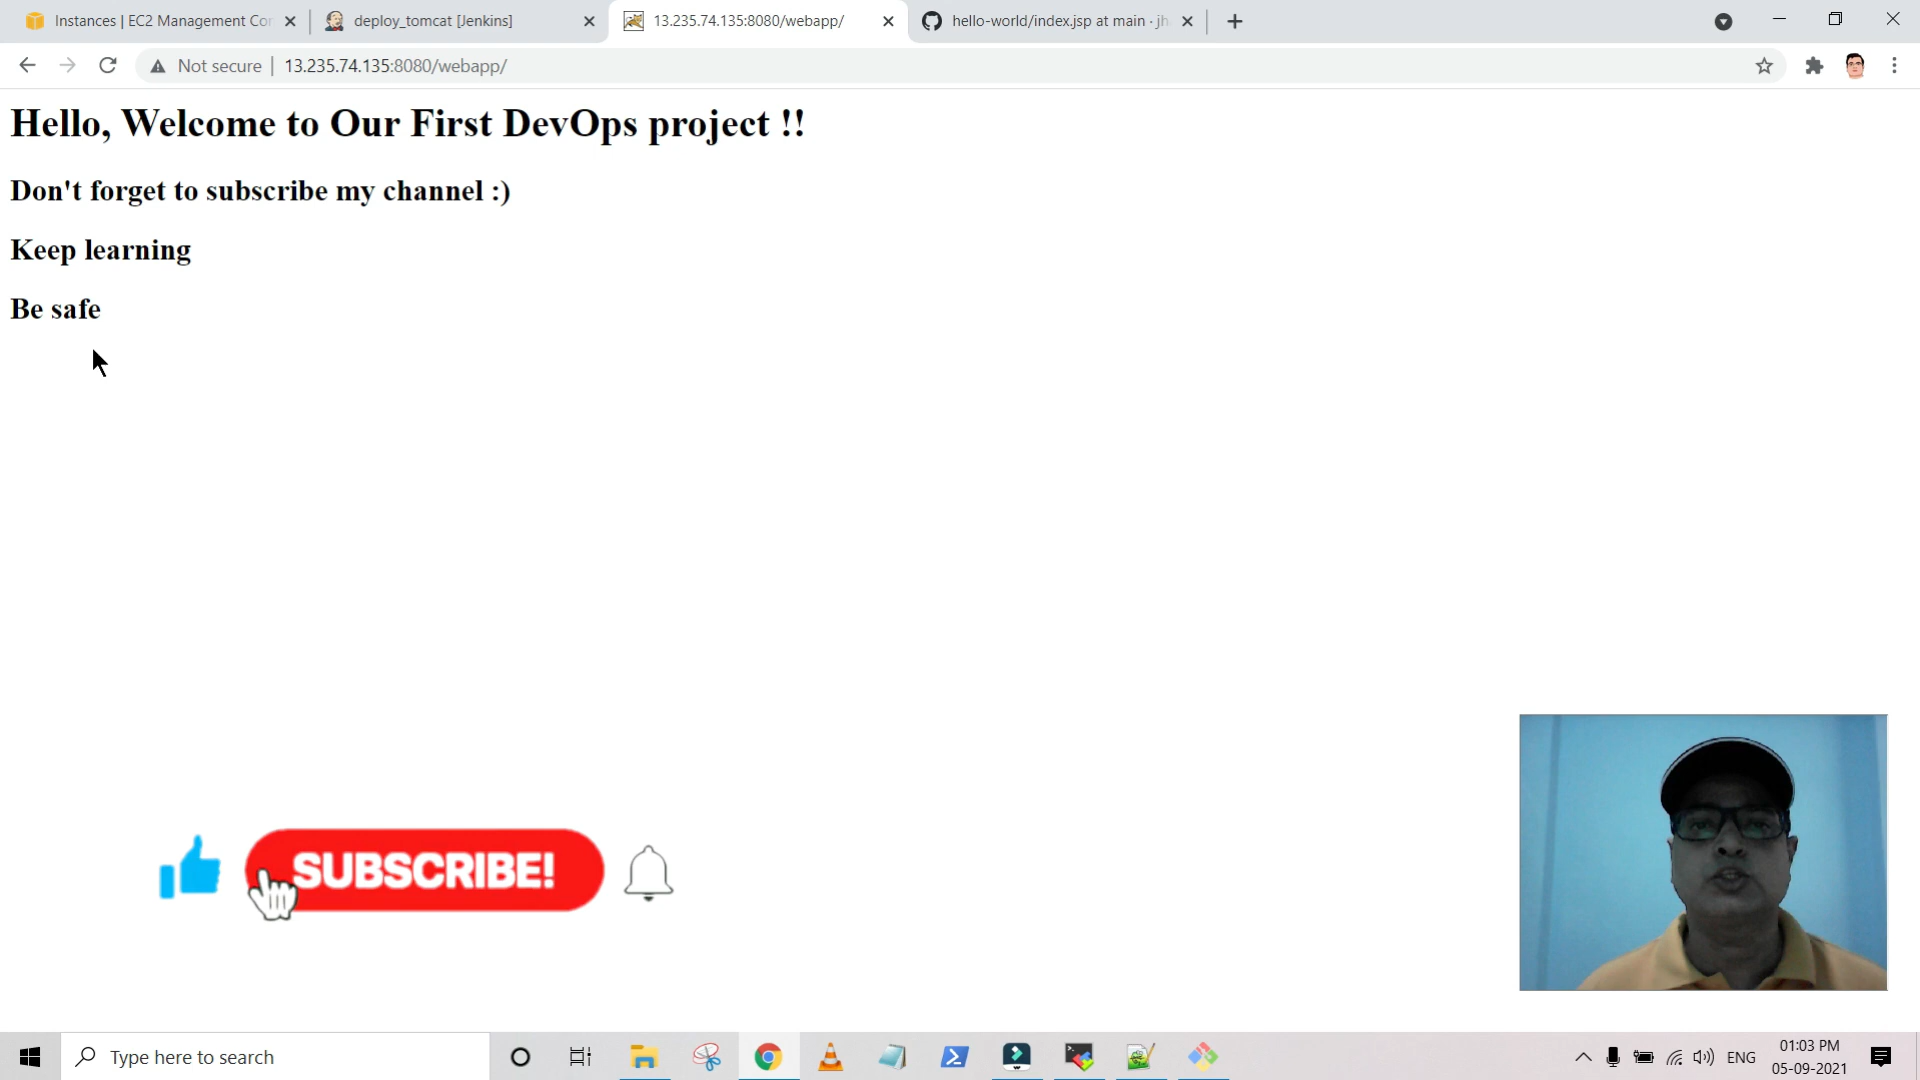 Instances | EC2 Management Con
deploy_tomcat [Jenkins]
13.235.74.135:8080/webapp/
hello-world/index.jsp at main · jh
Not secure
13.235.74.135:8080/webapp/
Hello, Welcome to Our First DevOps project !!
Don't forget to subscribe my channel :)
Keep learning
Be safe
SUBSCRIBE!
Type here to search
ENG
01:03 PM
05-09-2021